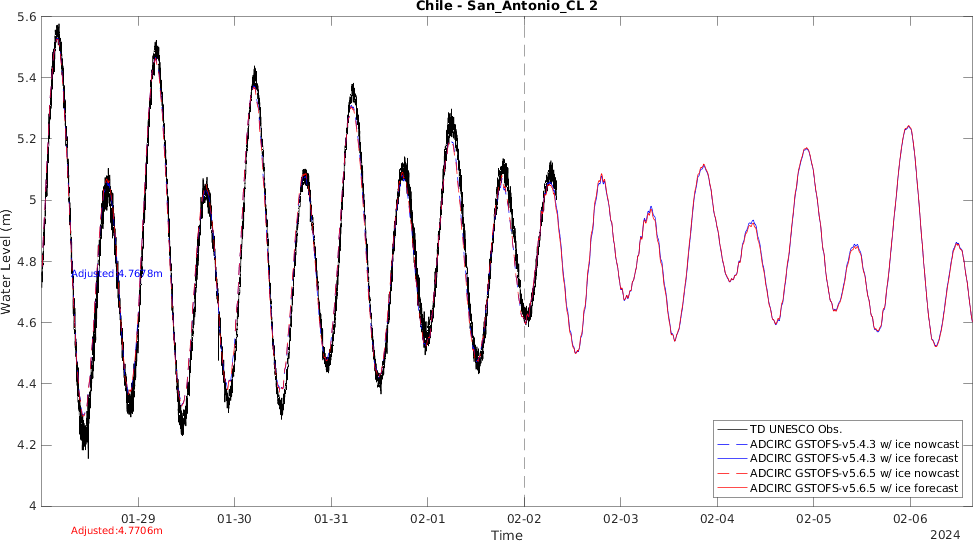 Chile - San_Antonio_CL 2
5.6
5.4
5.2
5
4.8
4.6
4.4
4.2
4
Water Level (m)
Adjusted:4.7678m
Adjusted:4.7706m
TD UNESCO Obs.
ADCIRC GSTOFS-v5.4.3 w/ ice nowcast
ADCIRC GSTOFS-v5.4.3 w/ ice forecast
ADCIRC GSTOFS-v5.6.5 w/ ice nowcast
ADCIRC GSTOFS-v5.6.5 w/ ice forecast
01-29 01-30 01-31 02-01 02-02 02-03 02-04 02-05 02-06
Time
2024